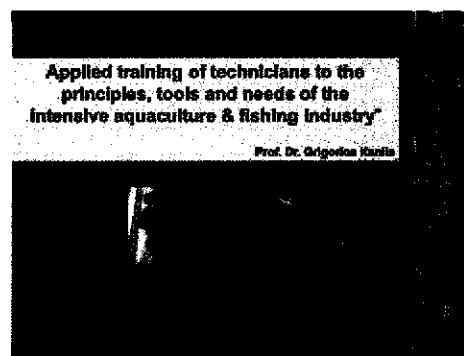 Applied training of technicians to the
principles, tools and needs of the
intensive aquaculture & fishing industry"
Prof. Dr. Grigorios